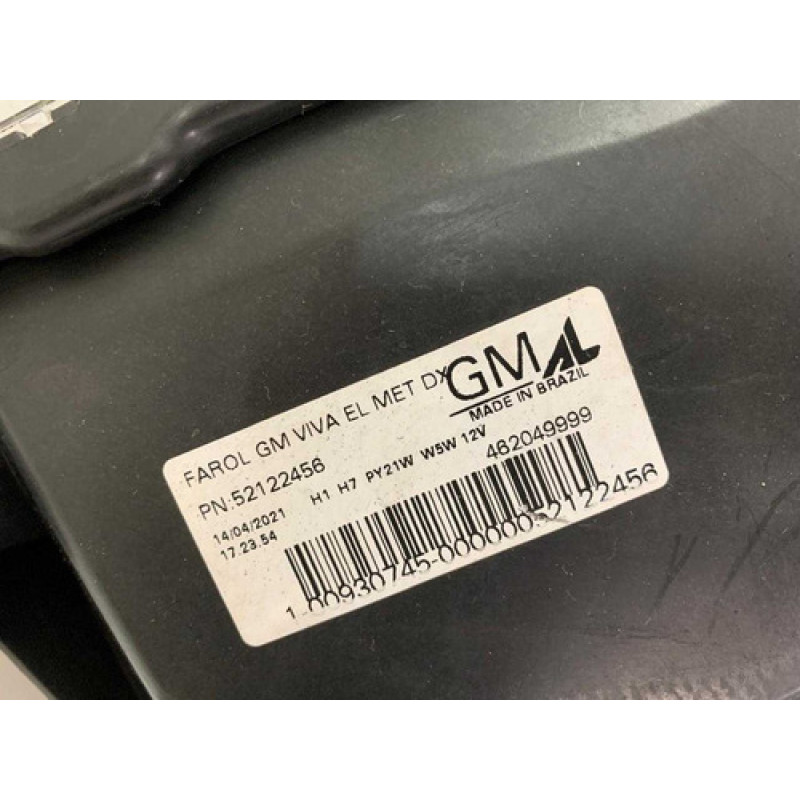 FAROL GM VIVA EL MET DX
GM AL
MADE IN BRAZIL
PN:52122456
H1 H7 PY21W W5W 12V
462049999
14/04/2021
17.23.54
1-00930745-000000-52122456